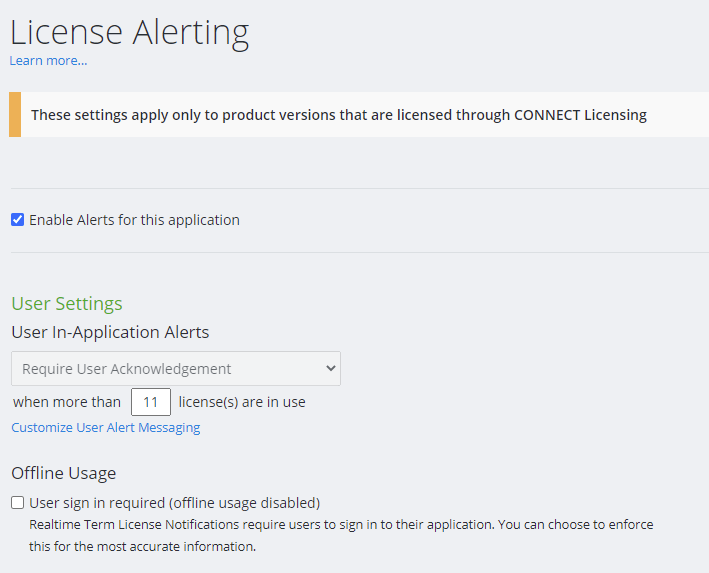 License Alerting
Learn more...
These settings apply only to product versions that are licensed through CONNECT Licensing
Enable Alerts for this application
User Settings
User In-Application Alerts
Require User Acknowledgement
when more than 11 license(s) are in use
Customize User Alert Messaging
Offline Usage
User sign in required (offline usage disabled)
Realtime Term License Notifications require users to sign in to their application. You can choose to enforce
this for the most accurate information.